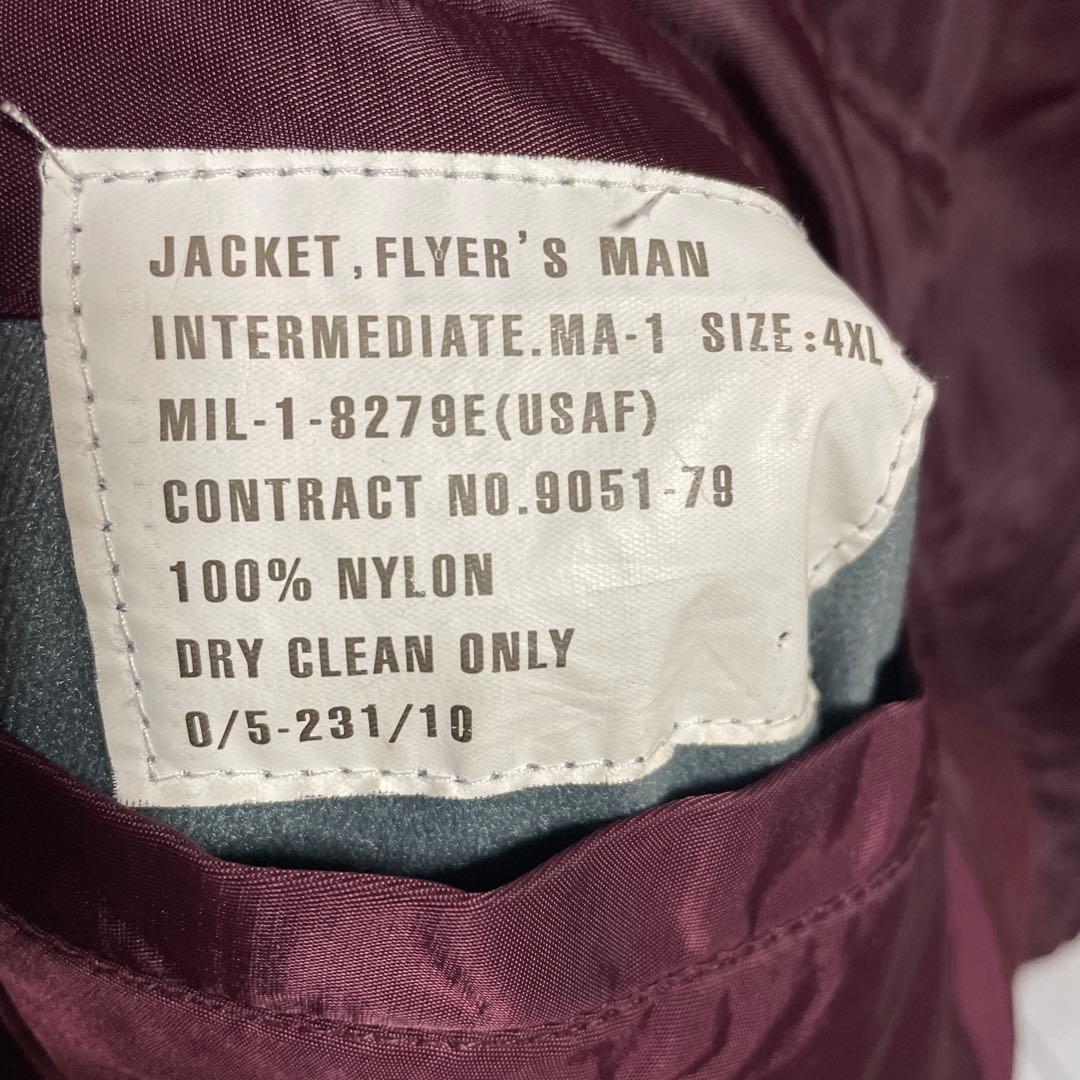 JACKET,FLYER'S MAN
INTERMEDIATE.MA-1 SIZE:4XL
MIL-1-8279E(USAF)
CONTRACT NO.9051-79
100% NYLON
DRY CLEAN ONLY
0/5-231/10